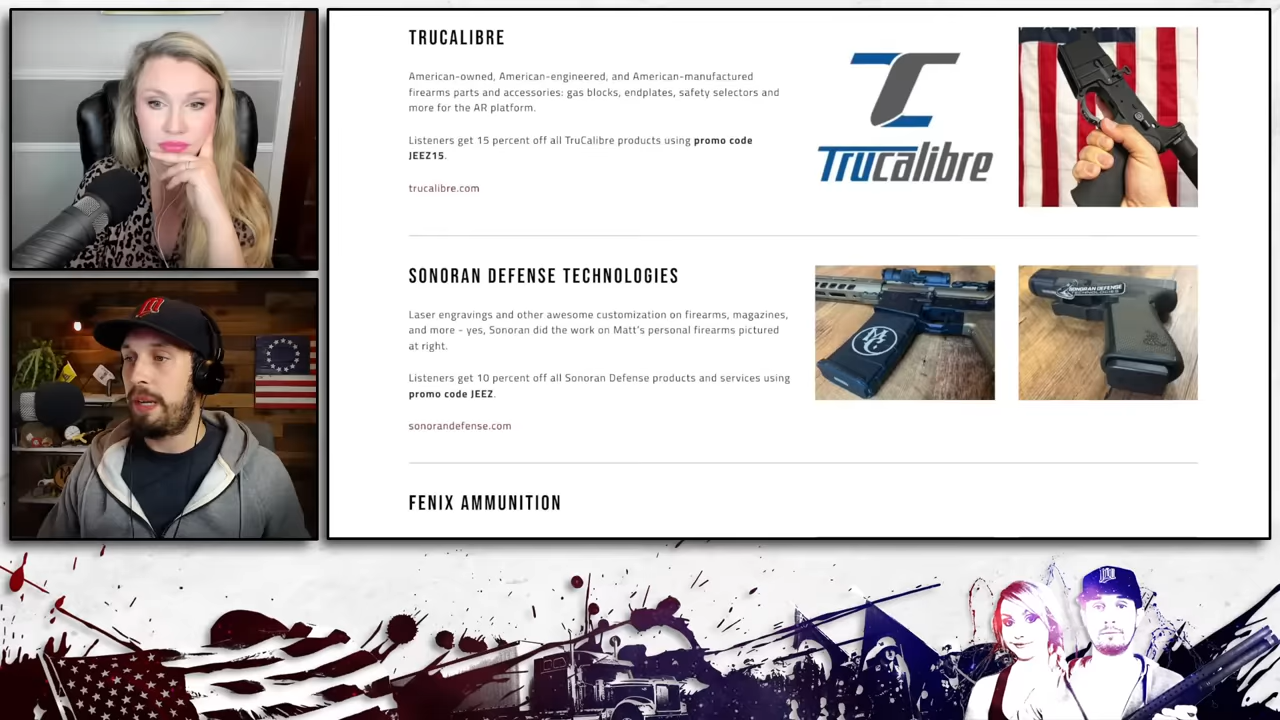 TRUCALIBRE
American-owned, American-engineered, and American-manufactured
firearms parts and accessories: gas blocks, endplates, safety selectors and
more for the AR platform.
Listeners get 15 percent off all TruCalibre products using promo code
JEEZ15.
trucalibre.com
Trucalibre
SONORAN DEFENSE TECHNOLOGIES
Laser engravings and other awesome customization on firearms, magazines,
and more - yes, Sonoran did the work on Matt's personal firearms pictured
at right.
Listeners get 10 percent off all Sonoran Defense products and services using
promo code JEEZ.
sonorandefense.com
SONORAN DEFENSE
TECHNOLOGIES
FENIX AMMUNITION